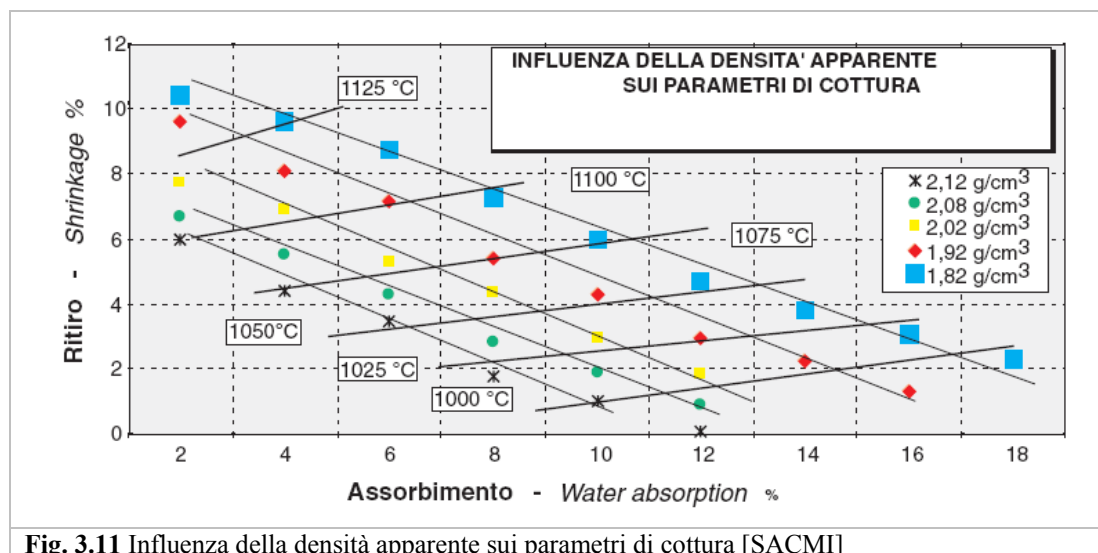 INFLUENZA DELLA DENSITA' APPARENTE
SUI PARAMETRI DI COTTURA
12
10
8
6
4
2
0
Ritiro - Shrinkage %
1125 °C
1100 °C
1075 °C
1050°C
1025 °C
1000 °C
2,12 g/cm³
2,08 g/cm³
2,02 g/cm³
1,92 g/cm³
1,82 g/cm³
2 4 6 8 10 12 14 16 18
Assorbimento - Water absorption %
Fig. 3.11 Influenza della densità apparente sui parametri di cottura [SACMI]